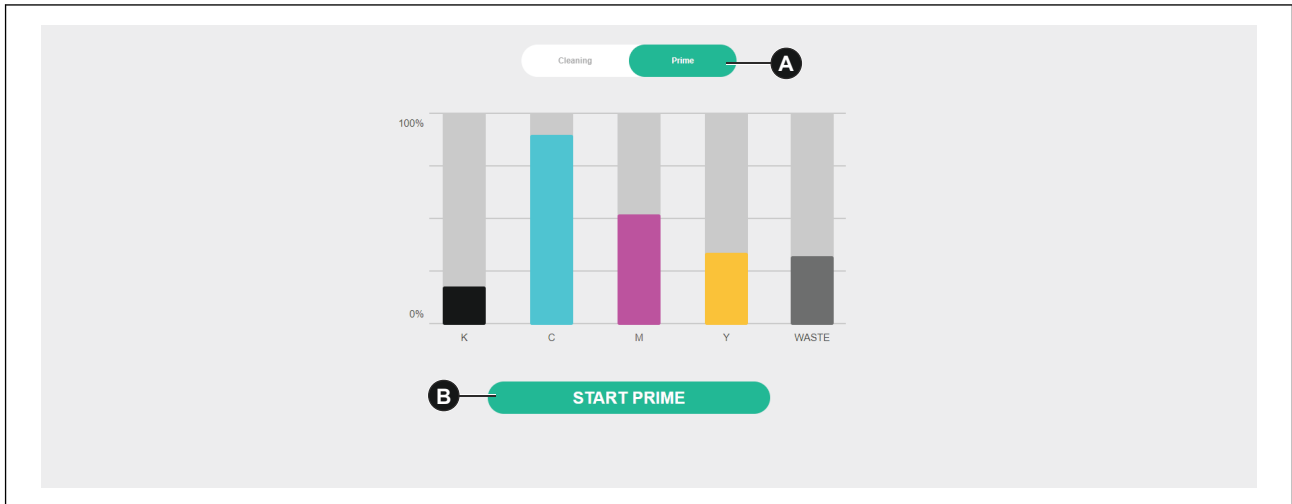 Cleaning Prime A
100%
0%
K C M Y WASTE
B START PRIME